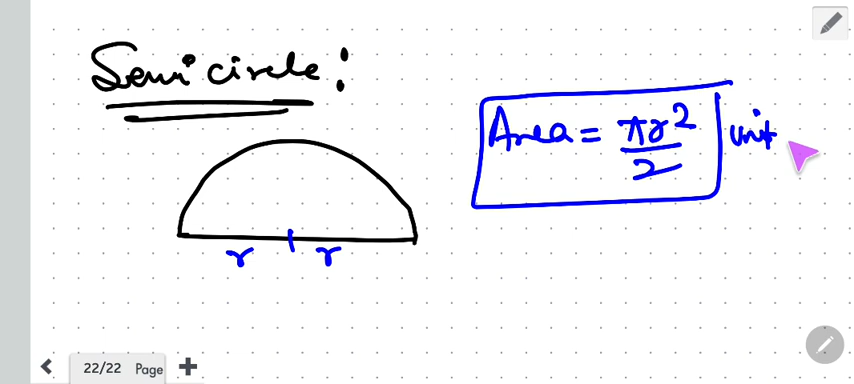 Semi circle:
Area = πr²/2 unit
r r
22/22 Page